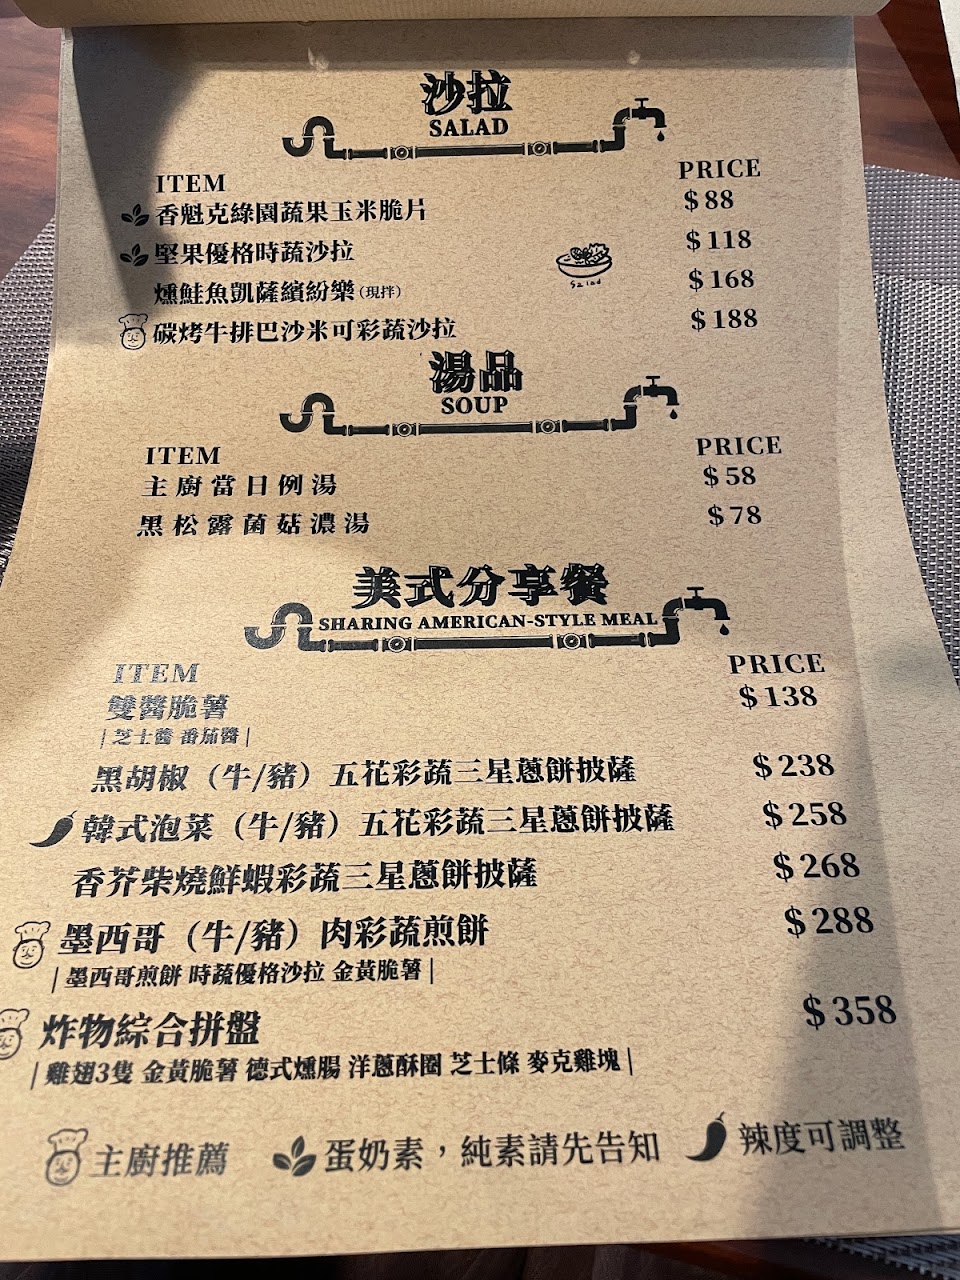 沙拉
SALAD
ITEM PRICE
香魁克綠園蔬果玉米脆片 $88
堅果優格時蔬沙拉 $118
燻鮭魚凱薩繽紛樂(現拌) $168
碳烤牛排巴沙米可彩蔬沙拉 $188
salad
湯品
SOUP
ITEM PRICE
主廚當日例湯 $58
黑松露菌菇濃湯 $78
美式分享餐
SHARING AMERICAN-STYLE MEAL
ITEM PRICE
雙醬脆薯 $138
|芝士醬 番茄醬|
黑胡椒（牛/豬）五花彩蔬三星蔥餅披薩 $238
韓式泡菜（牛/豬）五花彩蔬三星蔥餅披薩 $258
香芥柴燒鮮蝦彩蔬三星蔥餅披薩 $268
墨西哥（牛/豬）肉彩蔬煎餅 $288
|墨西哥煎餅 時蔬優格沙拉 金黃脆薯|
炸物綜合拼盤 $358
|雞翅3隻 金黃脆薯 德式燻腸 洋蔥酥圈 芝士條 麥克雞塊|
主廚推薦 蛋奶素，純素請先告知 辣度可調整